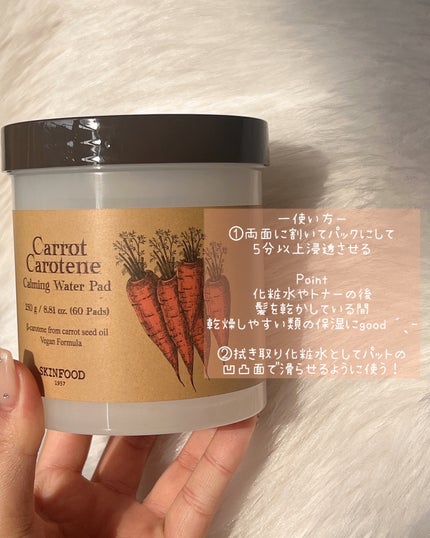 Carrot
Carotene
Calming Water Pad
250 g / 8.81 oz. (60 Pads)
β-carotene from carrot seed oil
Vegan Formula
SKINFOOD
1957
ー使い方ー
①両面に割いてパックにして
5分以上浸透させる
Point
化粧水やトナーの後
髪を乾かしている間
乾燥しやすい類の保湿にgood ´ˎ˗
②拭き取り化粧水としてパットの
凹凸面で滑らせるように使う！